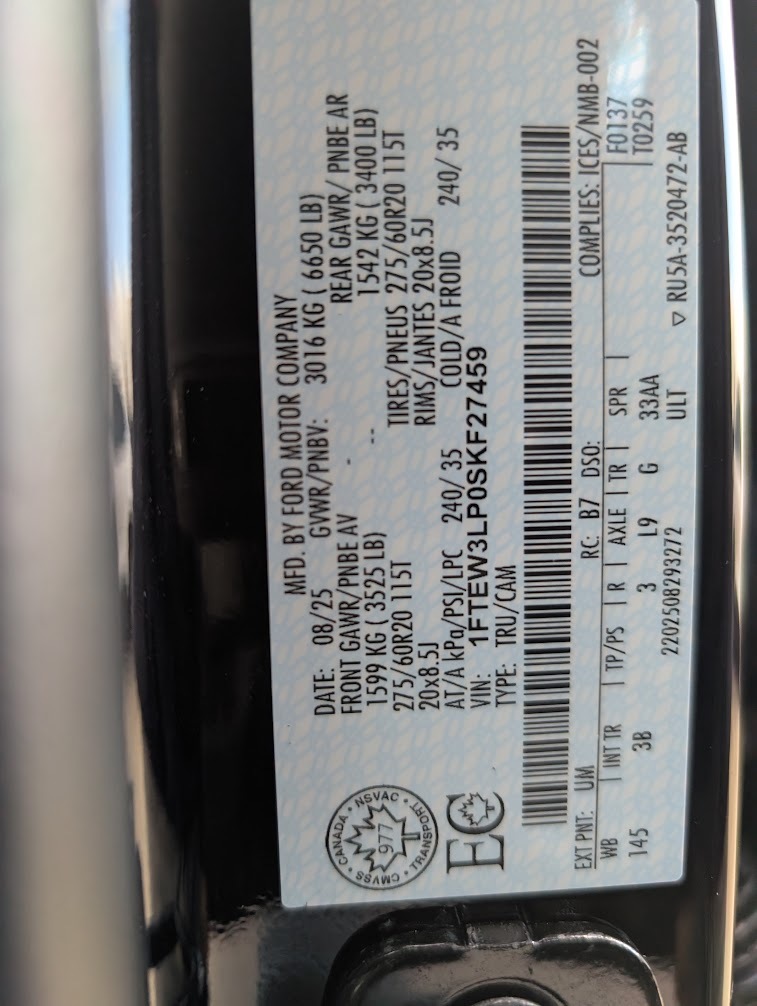 MFD. BY FORD MOTOR COMPANY
DATE: 08/25 GVWR/PNBV: 3016 KG ( 6650 LB)
FRONT GAWR/PNBE AV - REAR GAWR/ PNBE AR
1599 KG ( 3525 LB) -- 1542 KG ( 3400 LB)
275/60R20 115T TIRES/PNEUS 275/60R20 115T
20x8.5J RIMS/JANTES 20x8.5J
AT/A kPa/PSI/LPC 240/ 35 COLD/A FROID 240/ 35
VIN: 1FTEW3LP0SKF27459
TYPE: TRU/CAM
CANADA • NSVAC • TRANSPORT • CMVSS •
977
EC
EXT PNT: UM RC: B7 DSO: COMPLIES: ICES/NMB-002
WB | INT TR | TP/PS | R | AXLE | TR | SPR | F0137
145 3B 3 L9 G 33AA T0259
2202508293272 ULT
▽ RU5A-3520472-AB